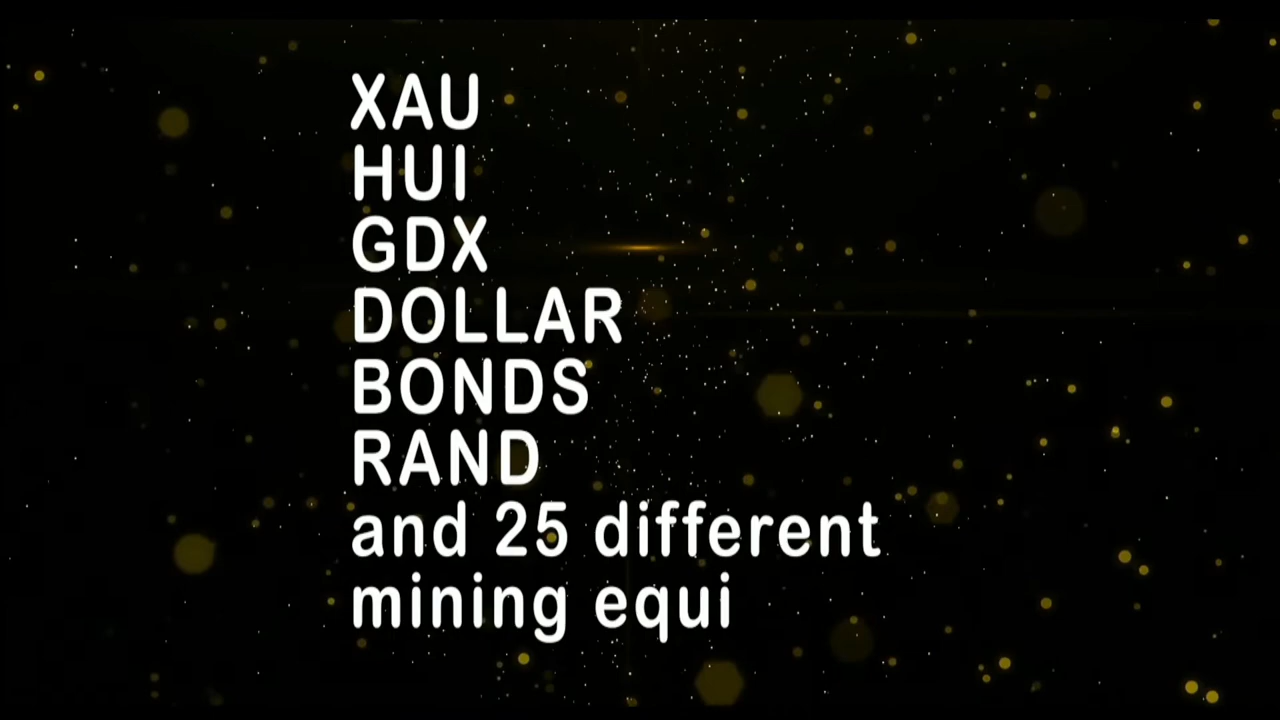 XAU
HUI
GDX
DOLLAR
BONDS
RAND
and 25 different
mining equi